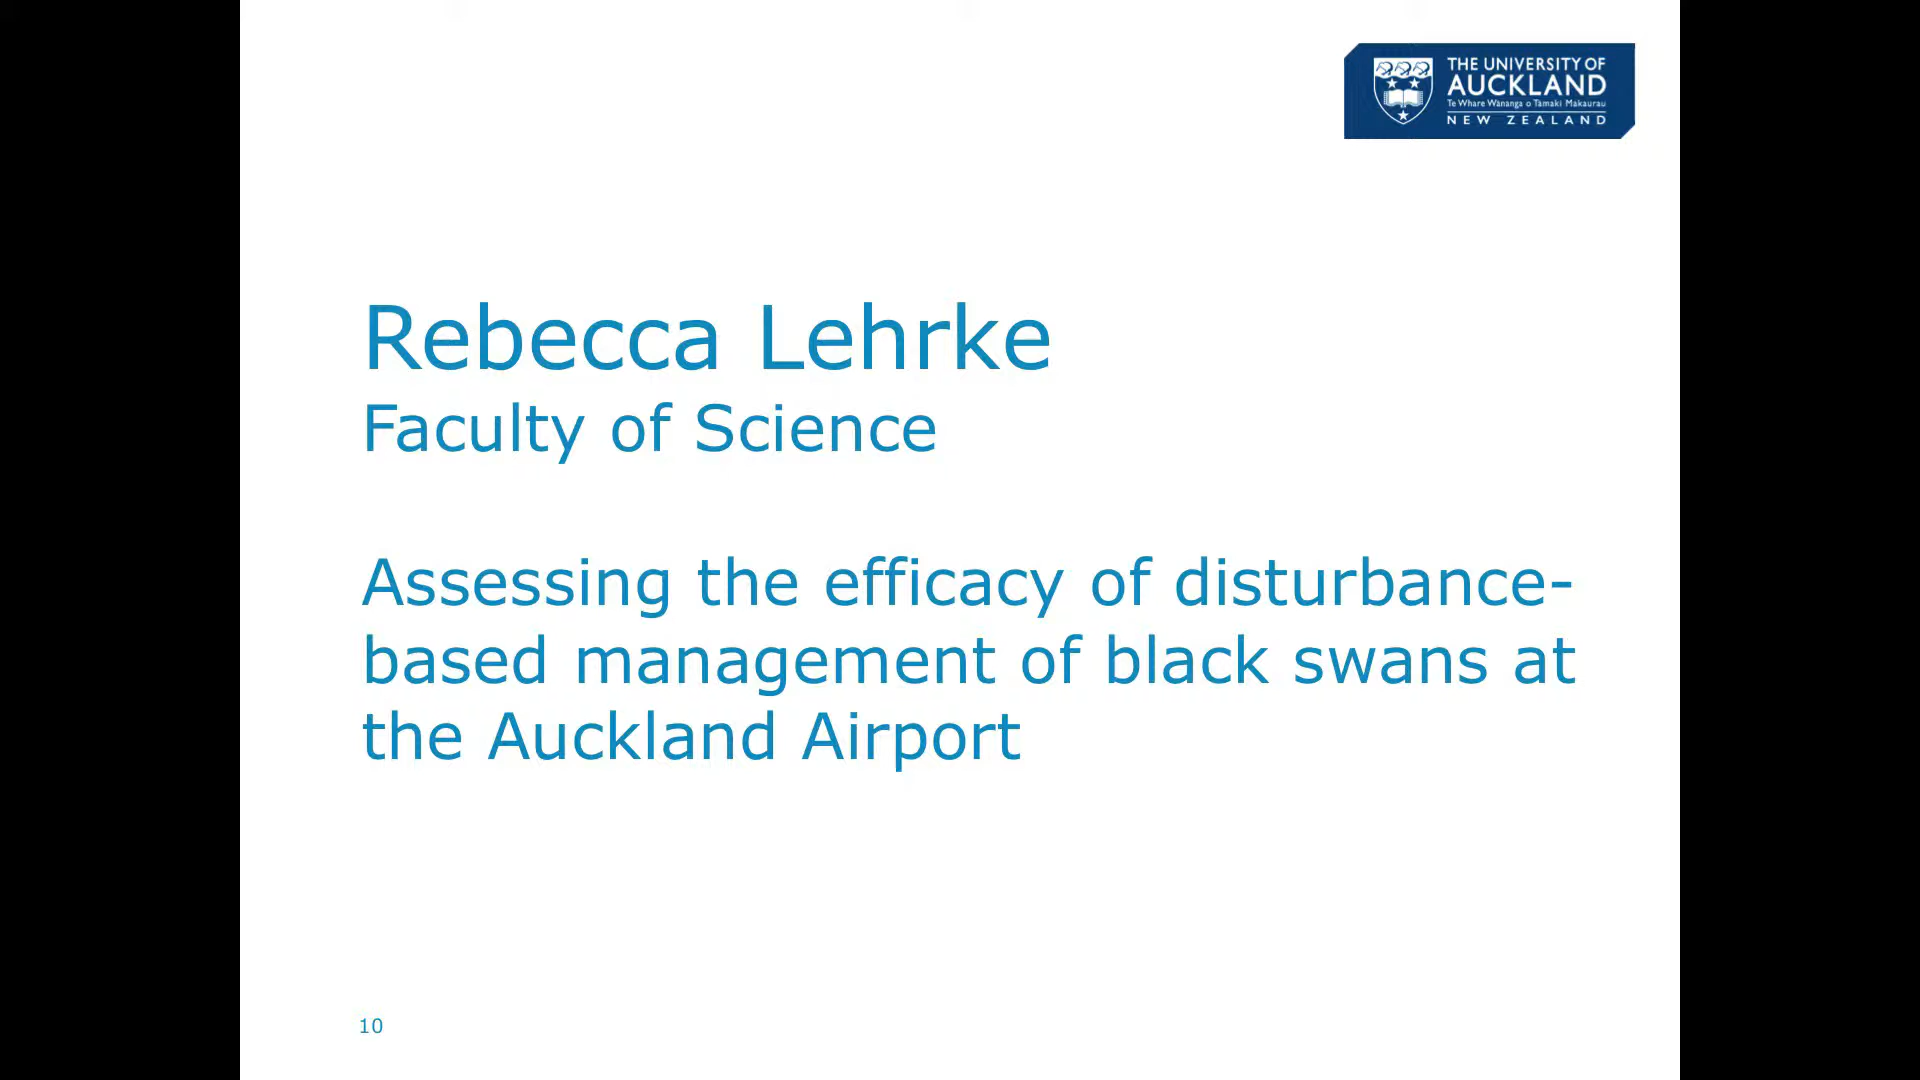 THE UNIVERSITY OF
AUCKLAND
Te Whare Wānanga o Tāmaki Makaurau
NEW ZEALAND
Rebecca Lehrke
Faculty of Science
Assessing the efficacy of disturbance-
based management of black swans at
the Auckland Airport
10